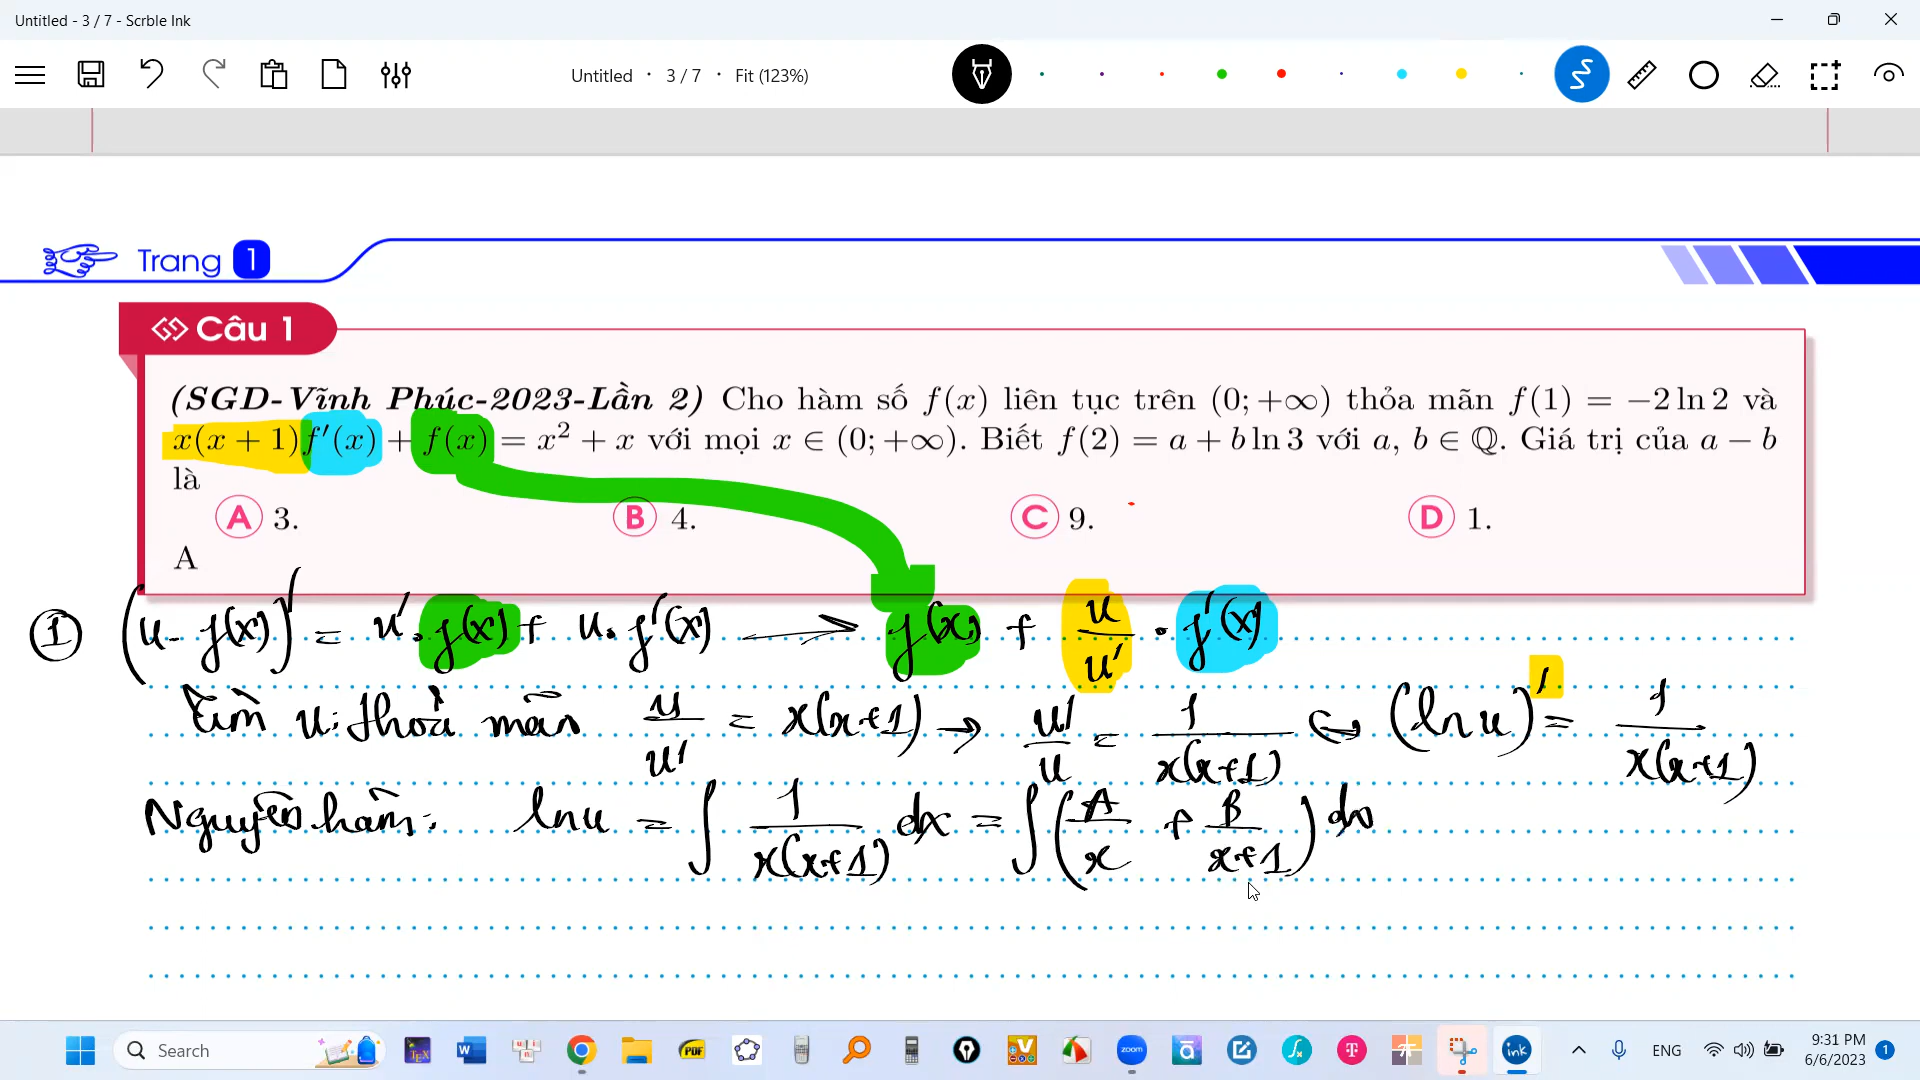 Untitled - 3 / 7 - Scrble Ink
Untitled • 3 / 7 • Fit (123%)
Trang 1
Câu 1
(SGD-Vĩnh Phúc-2023-Lần 2) Cho hàm số f(x) liên tục trên (0; +∞) thỏa mãn f(1) = −2 ln 2 và
x(x + 1)f′(x) + f(x) = x² + x với mọi x ∈ (0; +∞). Biết f(2) = a + b ln 3 với a, b ∈ ℚ. Giá trị của a − b
là
A 3. B 4. C 9. D 1.
A
① (u . f(x))' = u' . f(x) + u . f'(x) → f(x) + u/u' . f'(x)
Tìm u: thoả mãn u/u' = x(x+1) → u'/u = 1/x(x+1) ↔ (ln u)' = 1/x(x+1)
Nguyên hàm: ln u = ∫ 1/x(x+1) dx = ∫ (A/x + B/x+1) dx
Search
ENG
9:31 PM
6/6/2023
1